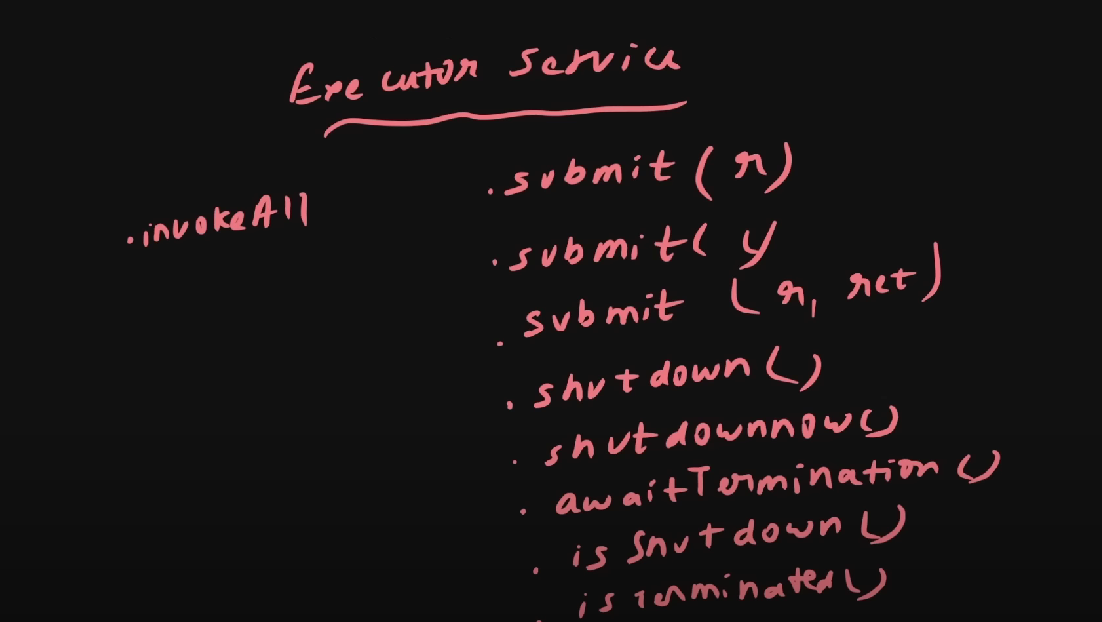 Executor Service
.invokeAll
.submit(r)
.submit( y
.submit (r, ret)
.shutdown()
.shutdownnow()
.awaitTermination()
.isShutdown()
.isTerminated()